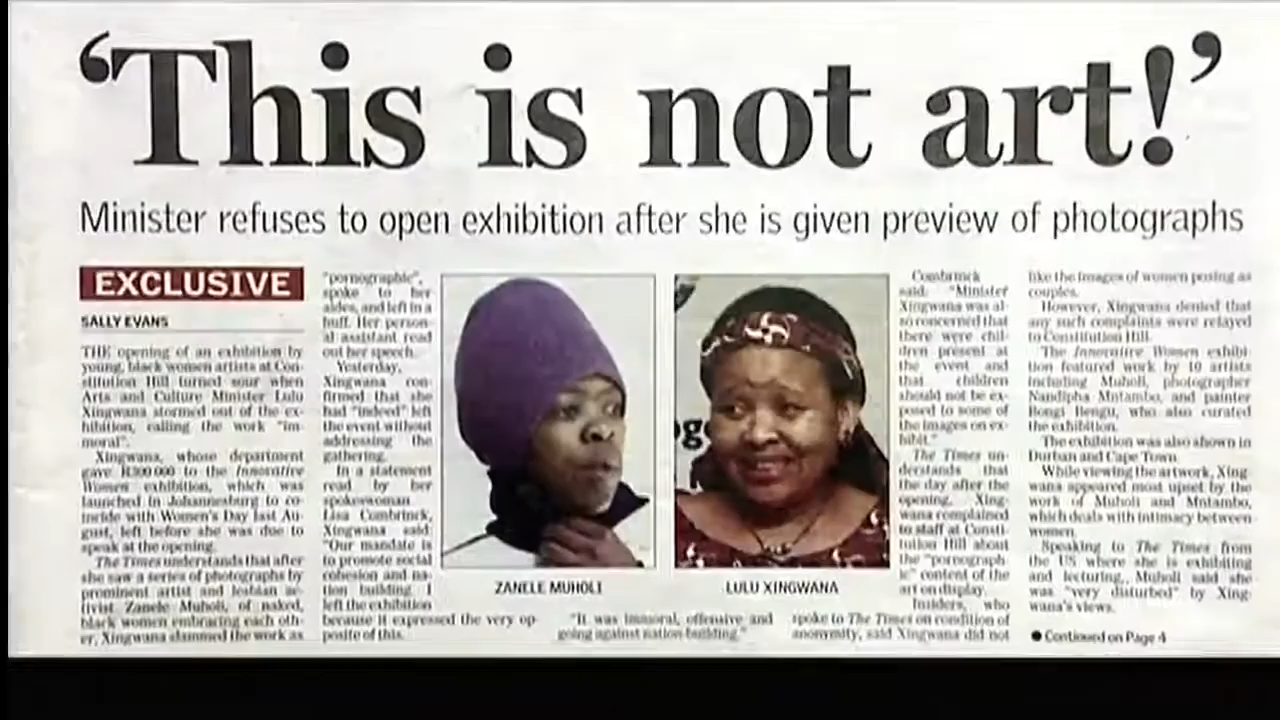 ‘This is not art!’
Minister refuses to open exhibition after she is given preview of photographs
EXCLUSIVE
SALLY EVANS
THE opening of an exhibition by
young, black women artists at Con-
stitution Hill turned sour when
Arts and Culture Minister Lulu
Xingwana stormed out of the ex-
hibition, calling the work "im-
moral".
Xingwana, whose department
gave R300 000 to the Innovative
Women exhibition, which was
launched in Johannesburg to co-
incide with Women's Day last Au-
gust, left before she was due to
speak at the opening.
The Times understands that after
she saw a series of photographs by
prominent artist and lesbian ac-
tivist Zanele Muholi, of naked,
black women embracing each oth-
er, Xingwana slammed the work as
"pornographic",
spoke to her
aides, and left in a
huff. Her person-
al assistant read
out her speech.
Yesterday,
Xingwana con-
firmed that she
had "indeed" left
the event without
addressing the
gathering.
In a statement
read by her
spokeswoman
Lisa Combrinck,
Xingwana said:
"Our mandate is
to promote social
cohesion and na-
tion building. I
left the exhibition
because it expressed the very op-
posite of this.
ZANELE MUHOLI
LULU XINGWANA
"It was immoral, offensive and
going against nation-building."
Combrinck
said: "Minister
Xingwana was al-
so concerned that
there were chil-
dren present at
the event and
that children
should not be ex-
posed to some of
the images on ex-
hibit."
The Times un-
derstands that
the day after the
opening, Xing-
wana complained
to staff at Consti-
tution Hill about
the "pornograph-
ic" content of the
art on display.
Insiders, who
spoke to The Times on condition of
anonymity, said Xingwana did not
like the images of women posing as
couples.
However, Xingwana denied that
any such complaints were relayed
to Constitution Hill.
The Innovative Women exhibi-
tion featured work by 10 artists
including Muholi, photographer
Nandipha Mntambo, and painter
Bongi Bengu, who also curated
the exhibition.
The exhibition was also shown in
Durban and Cape Town.
While viewing the artwork, Xing-
wana appeared most upset by the
work of Muholi and Mntambo,
which deals with intimacy between
women.
Speaking to The Times from
the US where she is exhibiting
and lecturing, Muholi said she
was "very disturbed" by Xing-
wana's views.
● Continued on Page 4